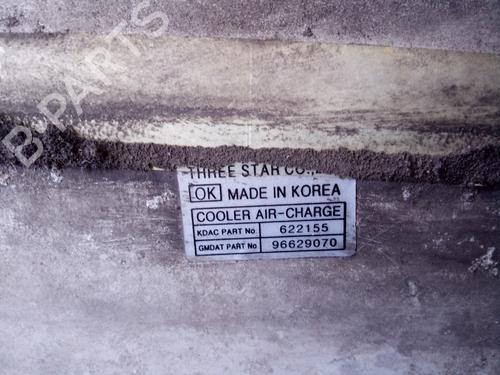 B-PARTS
THREE STAR CO.,
OK MADE IN KOREA
COOLER AIR-CHARGE
KDAC PART No. 622155
GMDAT PART No 96629070